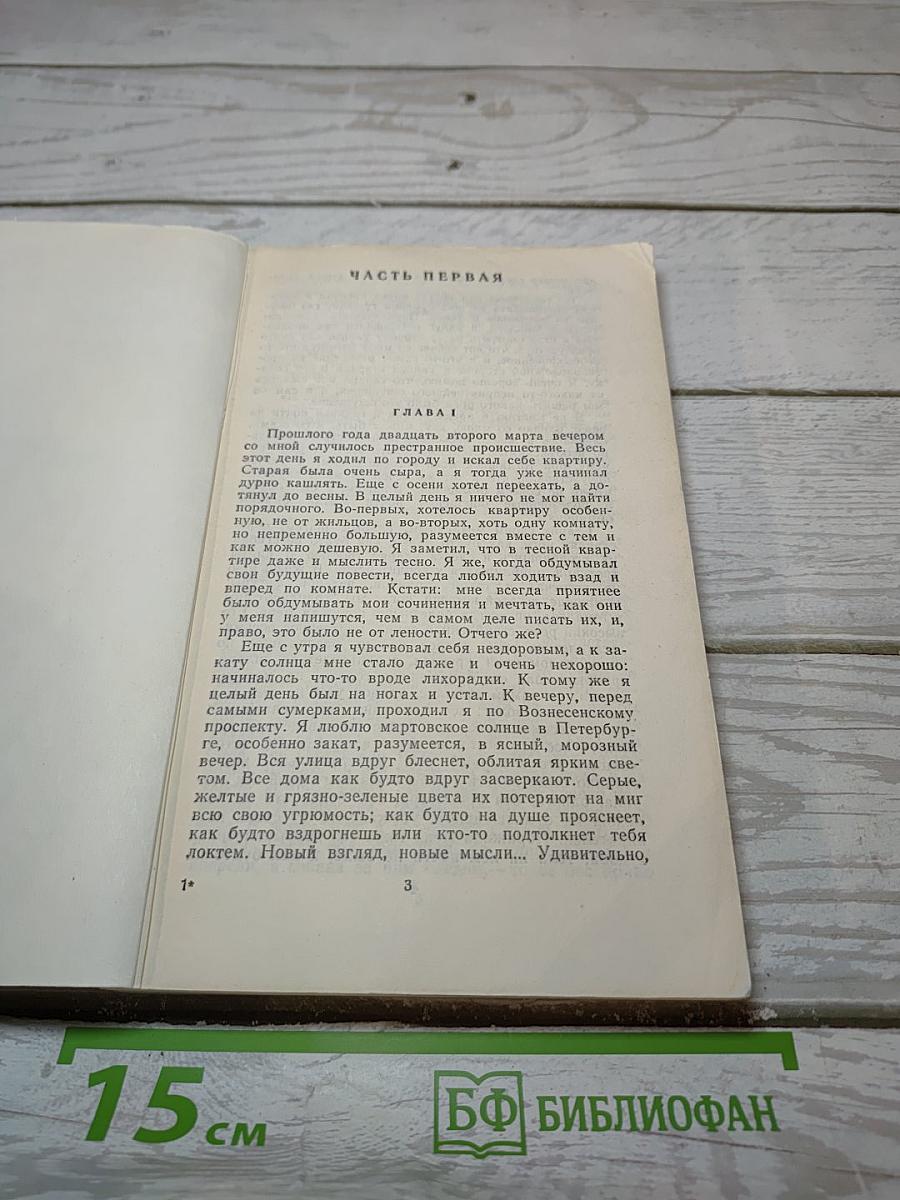 ЧАСТЬ ПЕРВАЯ
ГЛАВА I
Прошлого года двадцать второго марта вечером
со мной случилось престранное происшествие. Весь
этот день я ходил по городу и искал себе квартиру.
Старая была очень сыра, а я тогда уже начинал
дурно кашлять. Еще с осени хотел переехать, а до-
тянул до весны. В целый день я ничего не мог найти
порядочного. Во-первых, хотелось квартиру особен-
ную, не от жильцов, а во-вторых, хоть одну комнату,
но непременно большую, разумеется вместе с тем и
как можно дешевую. Я заметил, что в тесной квар-
тире даже и мыслить тесно. Я же, когда обдумывал
свои будущие повести, всегда любил ходить взад и
вперед по комнате. Кстати: мне всегда приятнее
было обдумывать мои сочинения и мечтать, как они
у меня напишутся, чем в самом деле писать их, и,
право, это было не от лености. Отчего же?
Еще с утра я чувствовал себя нездоровым, а к за-
кату солнца мне стало даже и очень нехорошо:
начиналось что-то вроде лихорадки. К тому же я
целый день был на ногах и устал. К вечеру, перед
самыми сумерками, проходил я по Вознесенскому
проспекту. Я люблю мартовское солнце в Петербур-
ге, особенно закат, разумеется, в ясный, морозный
вечер. Вся улица вдруг блеснет, облитая ярким све-
том. Все дома как будто вдруг засверкают. Серые,
желтые и грязно-зеленые цвета их потеряют на миг
всю свою угрюмость; как будто на душе прояснеет,
как будто вздрогнешь или кто-то подтолкнет тебя
локтем. Новый взгляд, новые мысли... Удивительно,
1* 3
15 см БФ БИБЛИОФАН